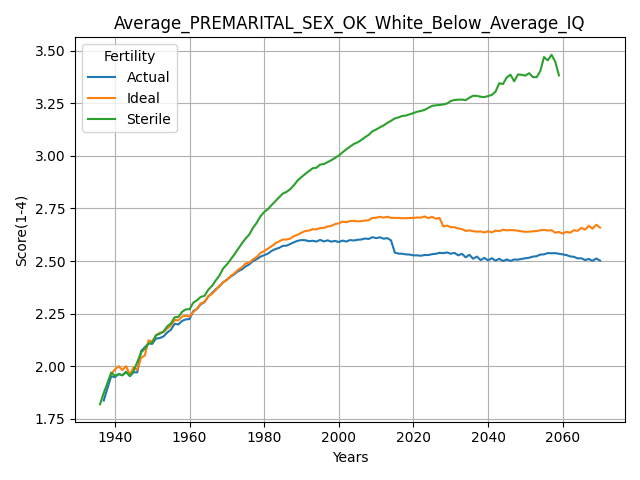 Average_PREMARITAL_SEX_OK_White_Below_Average_IQ
Fertility
Actual
Ideal
Sterile
Score(1-4)
3.50
3.25
3.00
2.75
2.50
2.25
2.00
1.75
1940 1960 1980 2000 2020 2040 2060
Years